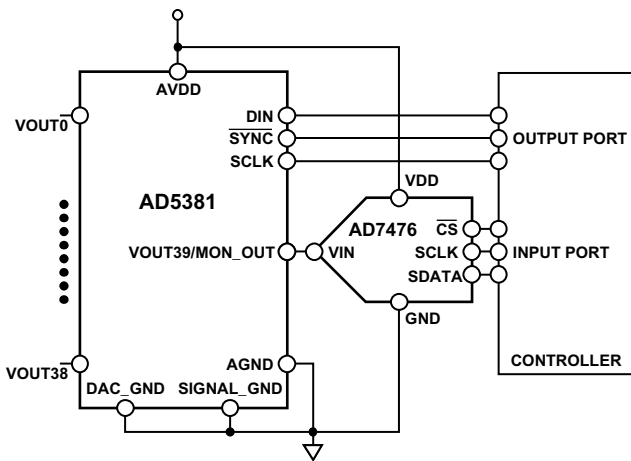 AVDD
VOUT0
DIN
SYNC
SCLK
OUTPUT PORT
VDD
AD5381
AD7476
CS
VOUT39/MON_OUT
VIN
SCLK
INPUT PORT
SDATA
GND
VOUT38
AGND
CONTROLLER
DAC_GND
SIGNAL_GND